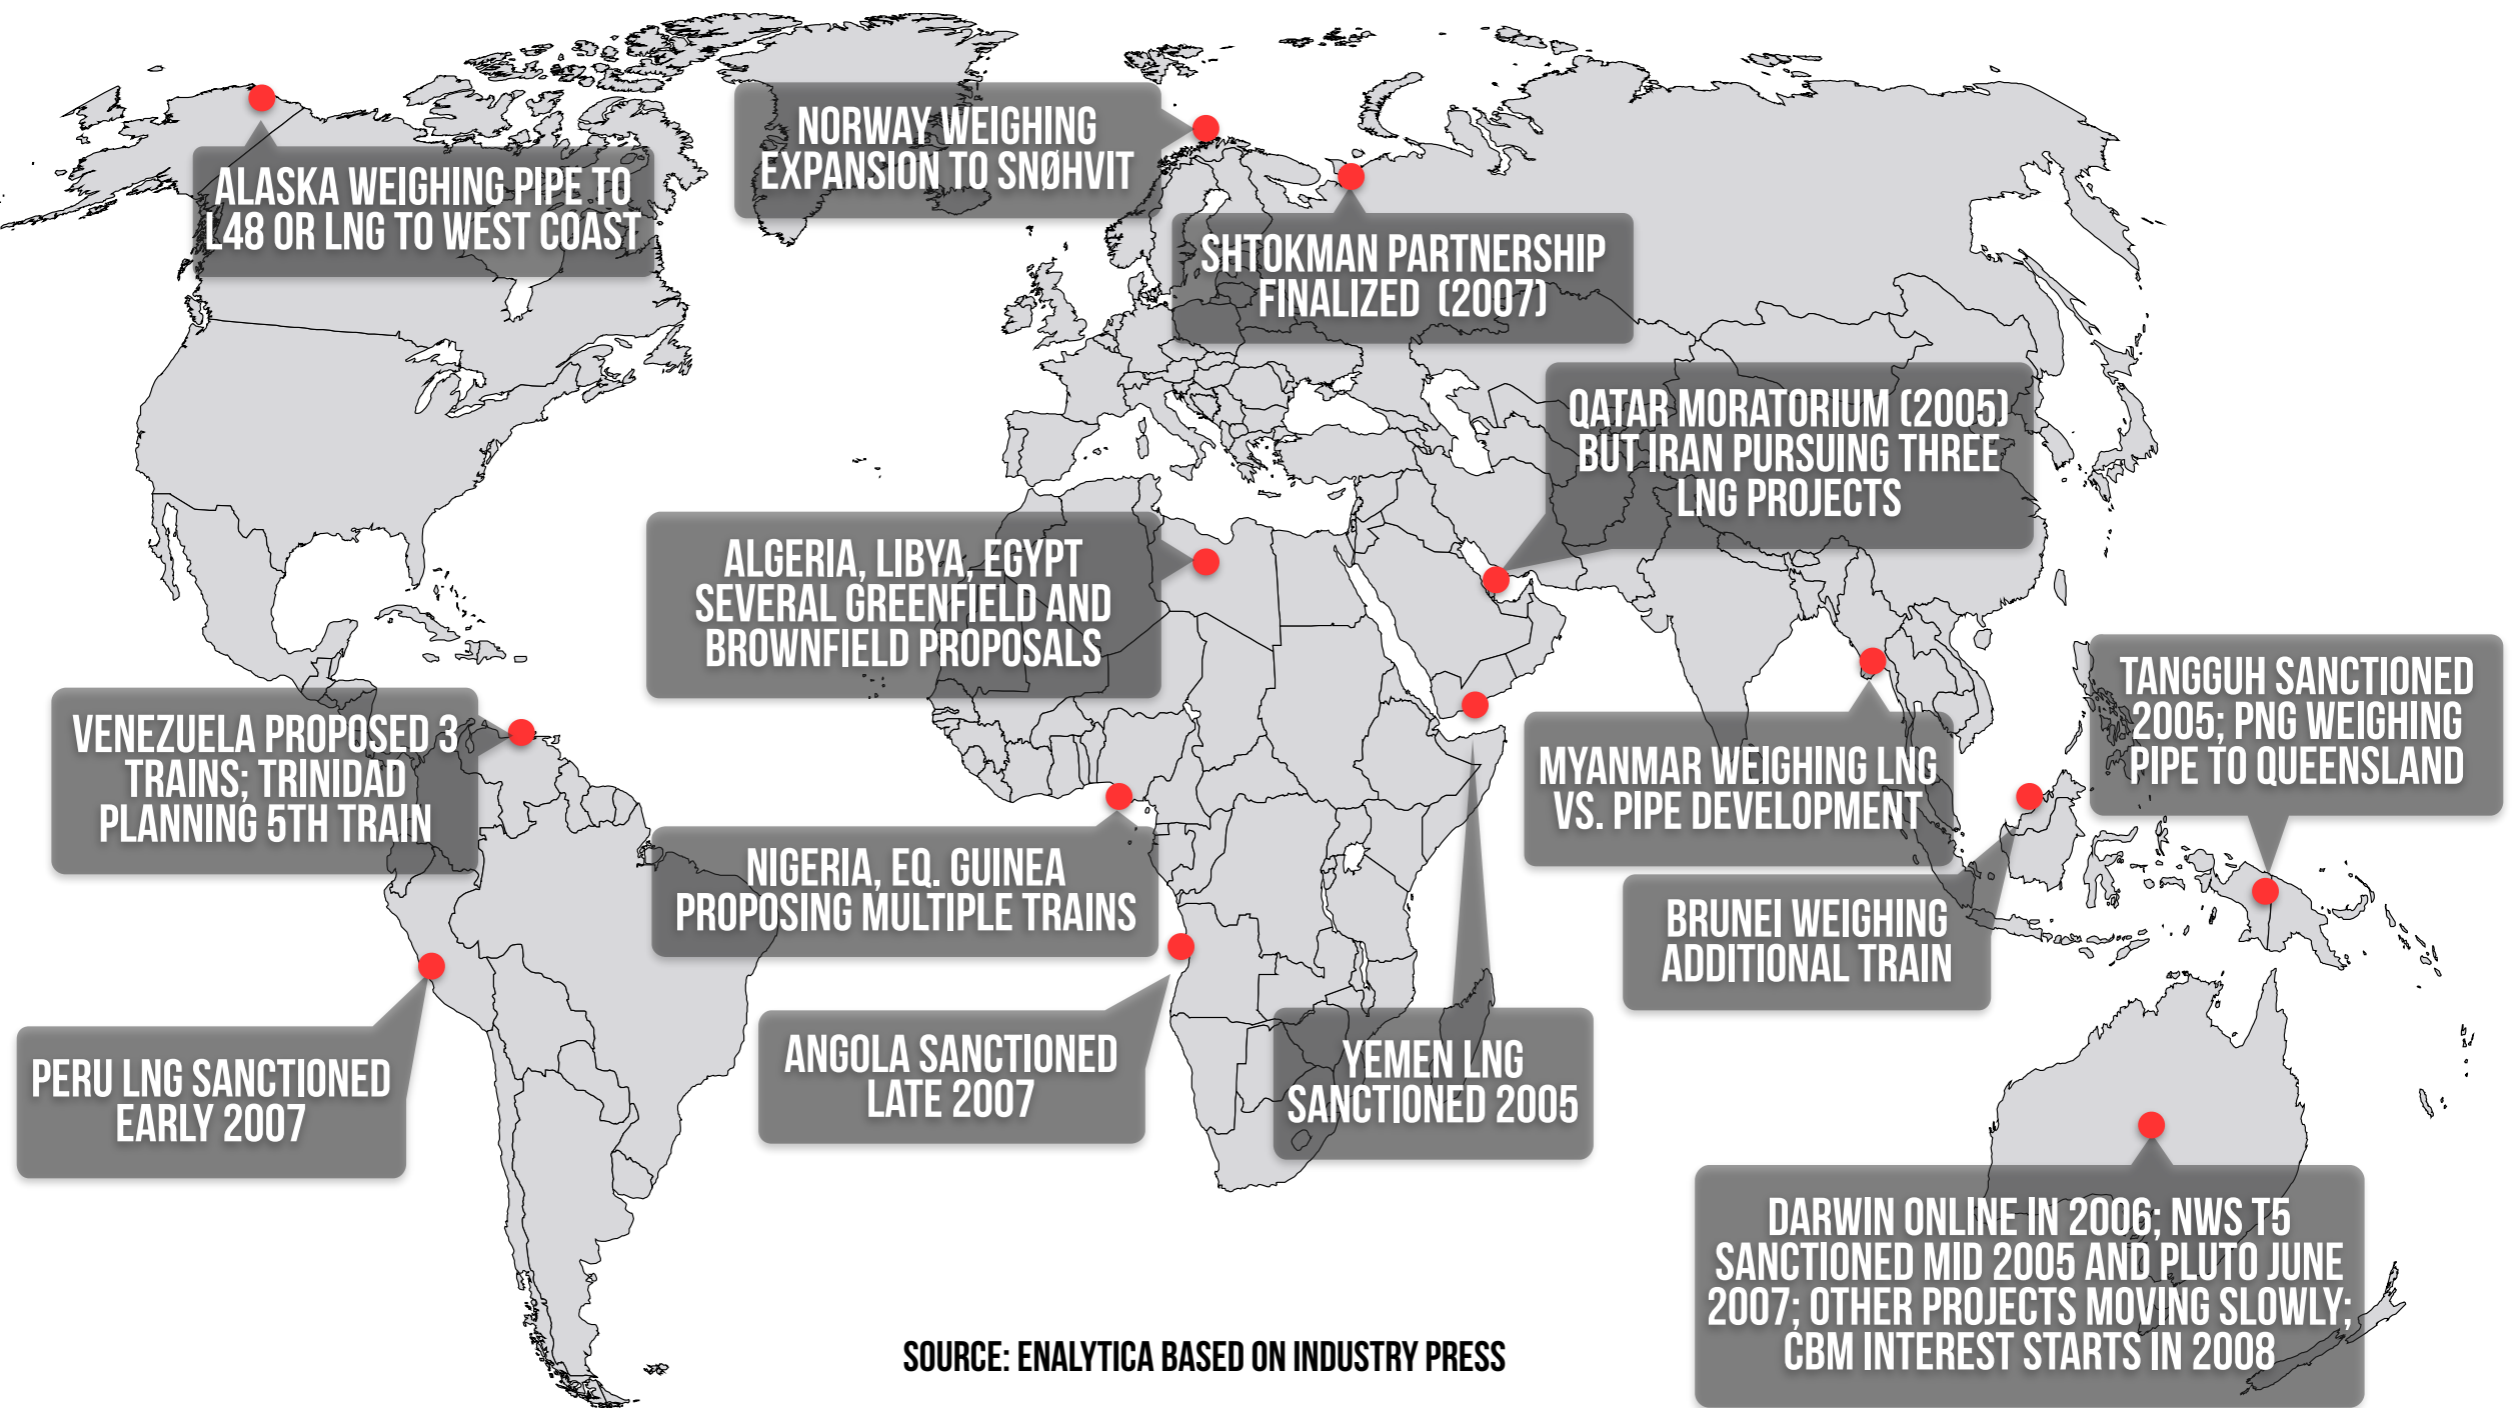 ALASKA WEIGHING PIPE TO
L48 OR LNG TO WEST COAST
NORWAY WEIGHING
EXPANSION TO SNØHVIT
SHTOKMAN PARTNERSHIP
FINALIZED (2007)
QATAR MORATORIUM (2005)
BUT IRAN PURSUING THREE
LNG PROJECTS
ALGERIA, LIBYA, EGYPT
SEVERAL GREENFIELD AND
BROWNFIELD PROPOSALS
VENEZUELA PROPOSED 3
TRAINS; TRINIDAD
PLANNING 5TH TRAIN
NIGERIA, EQ. GUINEA
PROPOSING MULTIPLE TRAINS
MYANMAR WEIGHING LNG
VS. PIPE DEVELOPMENT
TANGGUH SANCTIONED
2005; PNG WEIGHING
PIPE TO QUEENSLAND
BRUNEI WEIGHING
ADDITIONAL TRAIN
PERU LNG SANCTIONED
EARLY 2007
ANGOLA SANCTIONED
LATE 2007
YEMEN LNG
SANCTIONED 2005
DARWIN ONLINE IN 2006; NWS T5
SANCTIONED MID 2005 AND PLUTO JUNE
2007; OTHER PROJECTS MOVING SLOWLY;
CBM INTEREST STARTS IN 2008
SOURCE: ENALYTICA BASED ON INDUSTRY PRESS